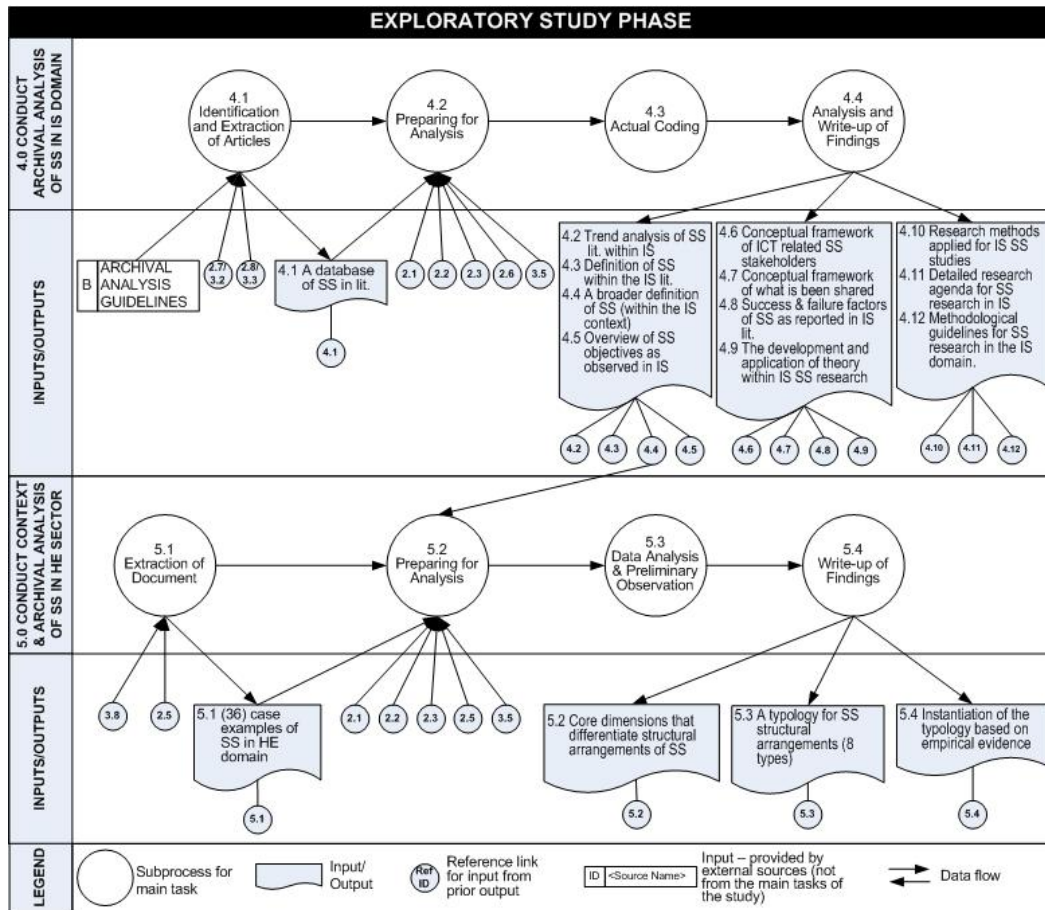 EXPLORATORY STUDY PHASE
4.0 CONDUCT
ARCHIVAL ANALYSIS
OF SS IN IS DOMAIN
4.1
Identification
and Extraction
of Articles
4.2
Preparing for
Analysis
4.3
Actual Coding
4.4
Analysis and
Write-up of
Findings
INPUTS/OUTPUTS
B
ARCHIVAL
ANALYSIS
GUIDELINES
2.7/
3.2
2.8/
3.3
4.1 A database
of SS in lit.
4.1
2.1
2.2
2.3
2.6
3.5
4.2 Trend analysis of SS
lit. within IS
4.3 Definition of SS
within the IS lit.
4.4 A broader definition
of SS (within the IS
context)
4.5 Overview of SS
objectives as
observed in IS
4.2
4.3
4.4
4.5
4.6 Conceptual framework
of ICT related SS
stakeholders
4.7 Conceptual framework
of what is been shared
4.8 Success & failure factors
of SS as reported in IS
lit.
4.9 The development and
application of theory
within IS SS research
4.6
4.7
4.8
4.9
4.10 Research methods
applied for IS SS
studies
4.11 Detailed research
agenda for SS
research in IS
4.12 Methodological
guidelines for SS
research in the IS
domain.
4.10
4.11
4.12
5.0 CONDUCT CONTEXT
& ARCHIVAL ANALYSIS
OF SS IN HE SECTOR
5.1
Extraction of
Document
5.2
Preparing for
Analysis
5.3
Data Analysis
& Preliminary
Observation
5.4
Write-up of
Findings
INPUTS/OUTPUTS
3.8
2.5
5.1 (36) case
examples of
SS in HE
domain
5.1
2.1
2.2
2.3
2.5
3.5
5.2 Core dimensions that
differentiate structural
arrangements of SS
5.2
5.3 A typology for SS
structural
arrangements (8
types)
5.3
5.4 Instantiation of the
typology based on
empirical evidence
5.4
LEGEND
Subprocess for
main task
Input/
Output
Ref
ID
Reference link
for input from
prior output
ID <Source Name>
Input – provided by
external sources (not
from the main tasks of
the study)
Data flow